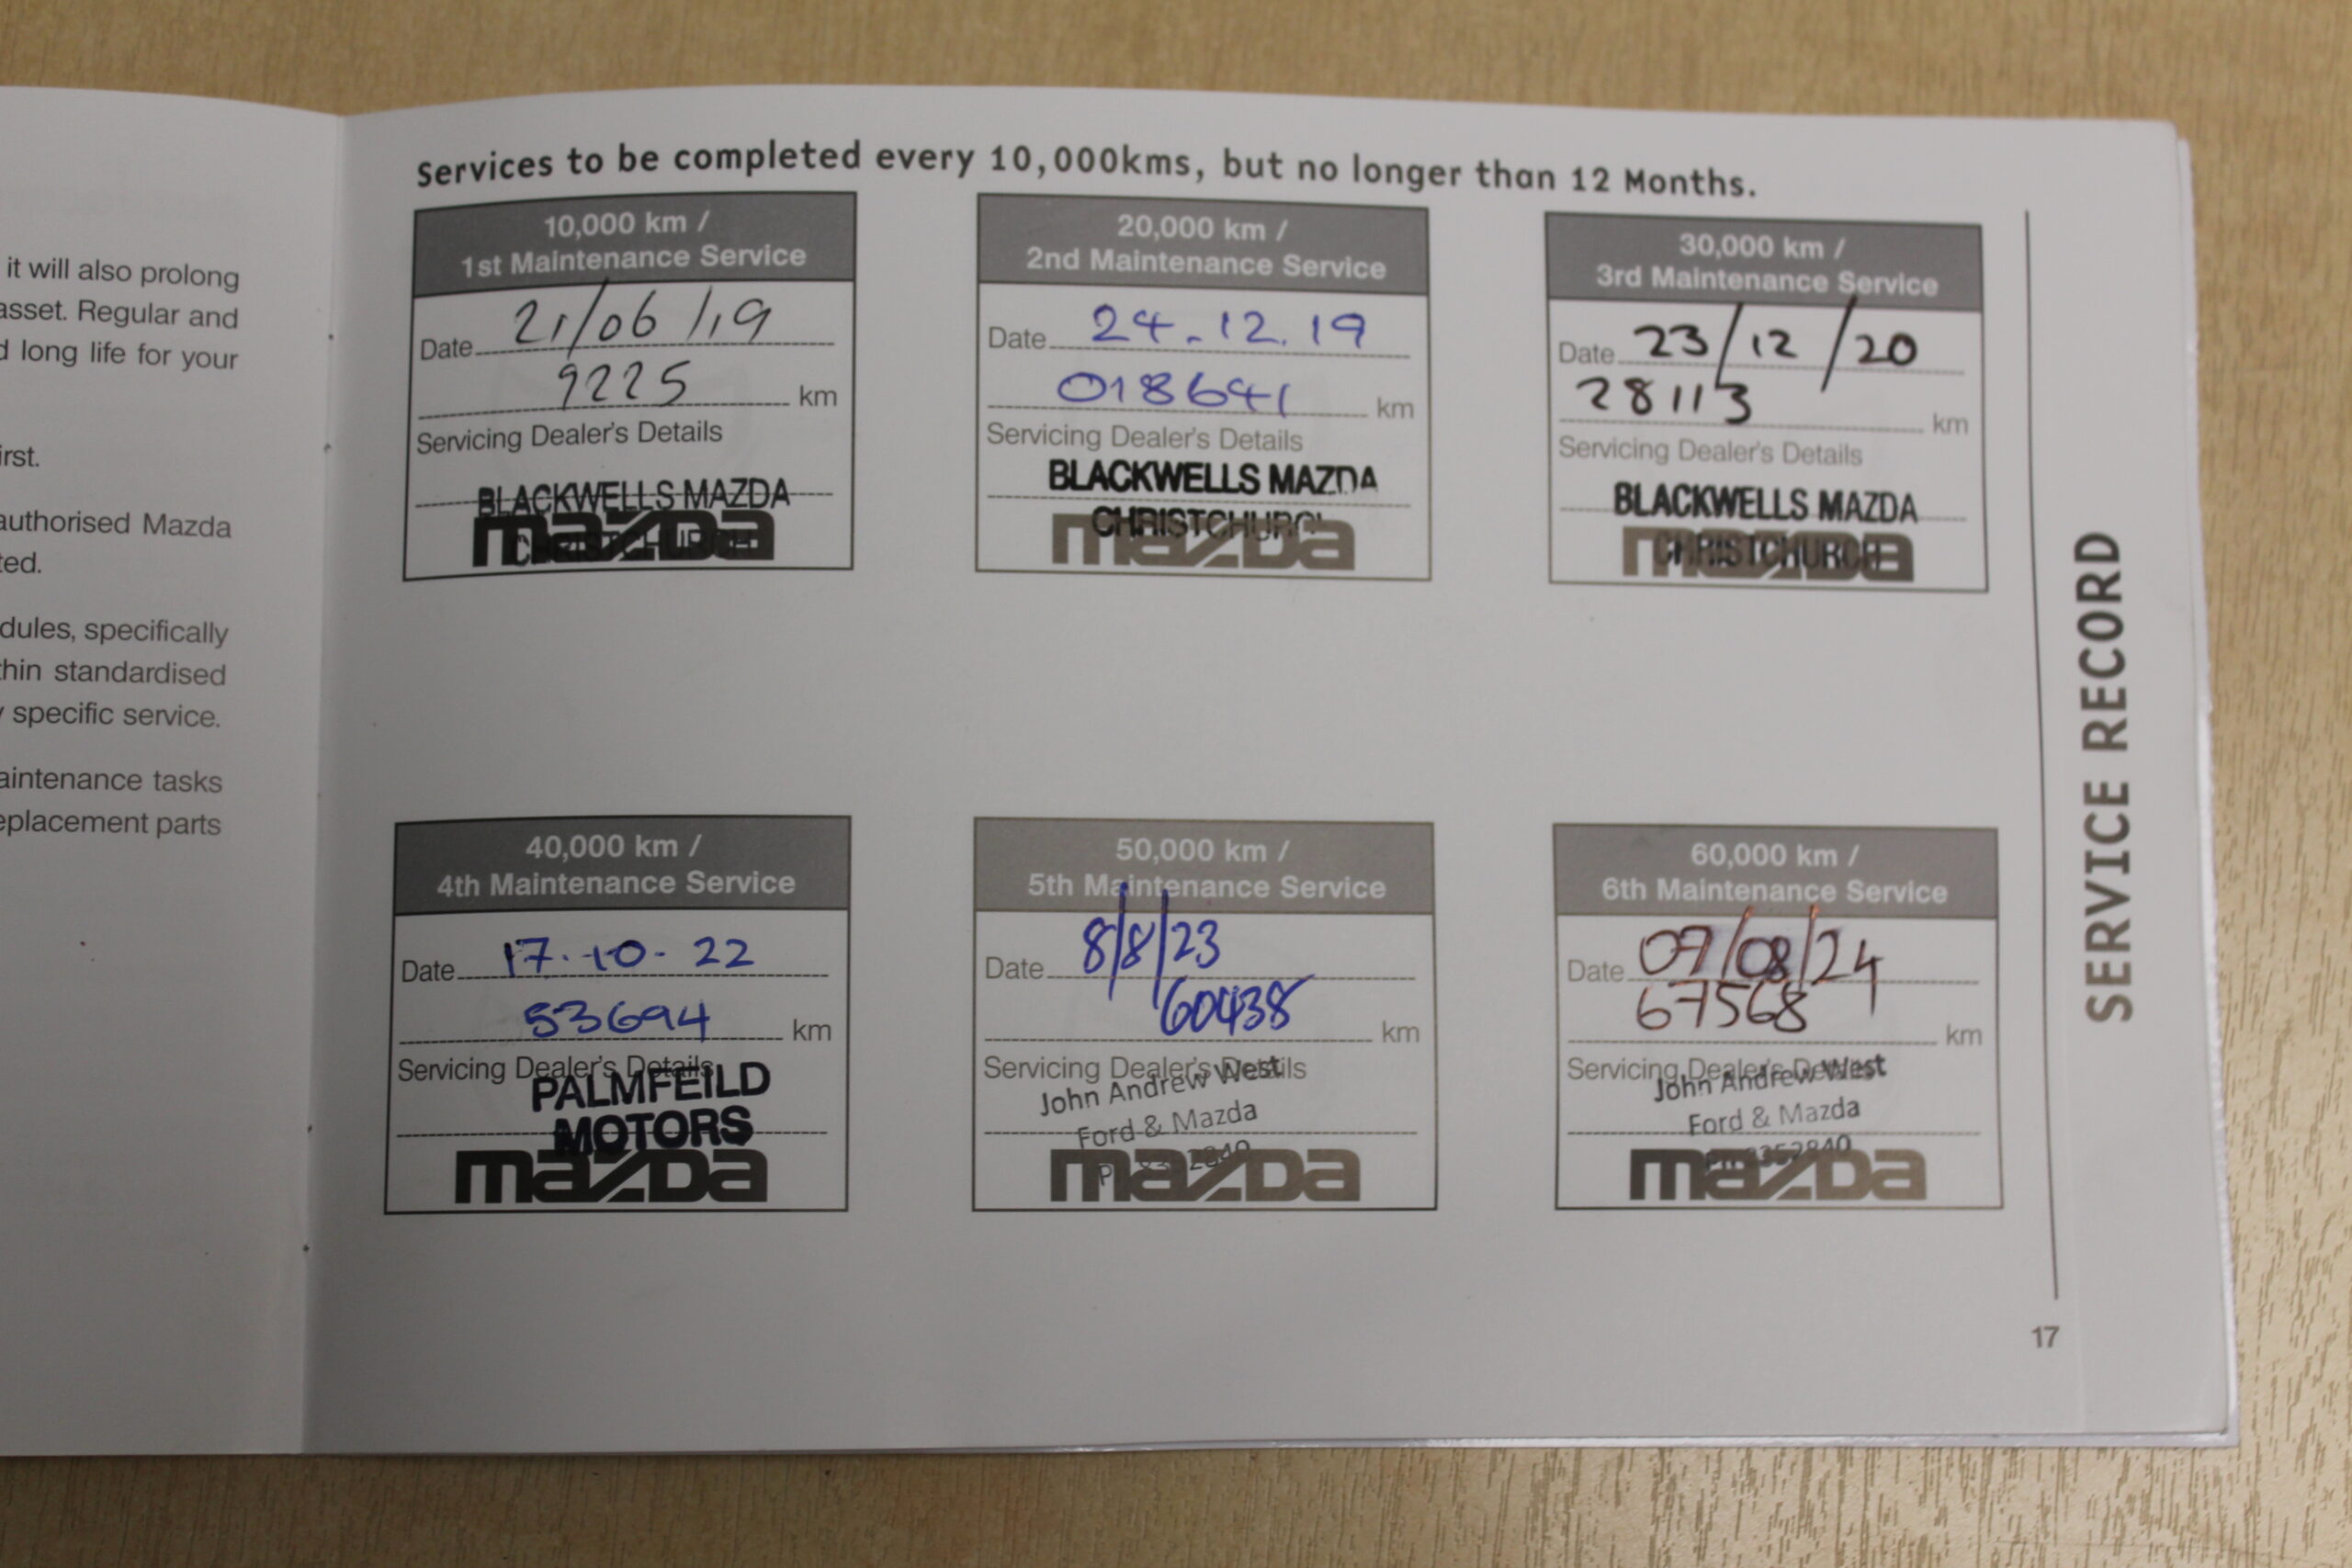 it will also prolong
asset. Regular and
long life for your
irst.
authorised Mazda
ted.
dules, specifically
thin standardised
specific service.
aintenance tasks
eplacement parts
Services to be completed every 10,000kms, but no longer than 12 Months.
10,000 km /
1st Maintenance Service
Date 21/06/19
9225 km
Servicing Dealer's Details
BLACKWELLS MAZDA
CHRISTCHURCH
mazda
20,000 km /
2nd Maintenance Service
Date 24.12.19
018641 km
Servicing Dealer's Details
BLACKWELLS MAZDA
CHRISTCHURCH
mazda
30,000 km /
3rd Maintenance Service
Date 23/12/20
28113 km
Servicing Dealer's Details
BLACKWELLS MAZDA
CHRISTCHURCH
mazda
40,000 km /
4th Maintenance Service
Date 17.10.22
53694 km
Servicing Dealer's Details
PALMFEILD
MOTORS
mazda
50,000 km /
5th Maintenance Service
Date 8/8/23
60438 km
Servicing Dealer's Details
John Andrew West
Ford & Mazda
mazda
60,000 km /
6th Maintenance Service
Date 07/08/24
67568 km
Servicing Dealer's Details
John Andrew West
Ford & Mazda
mazda
SERVICE RECORD
17